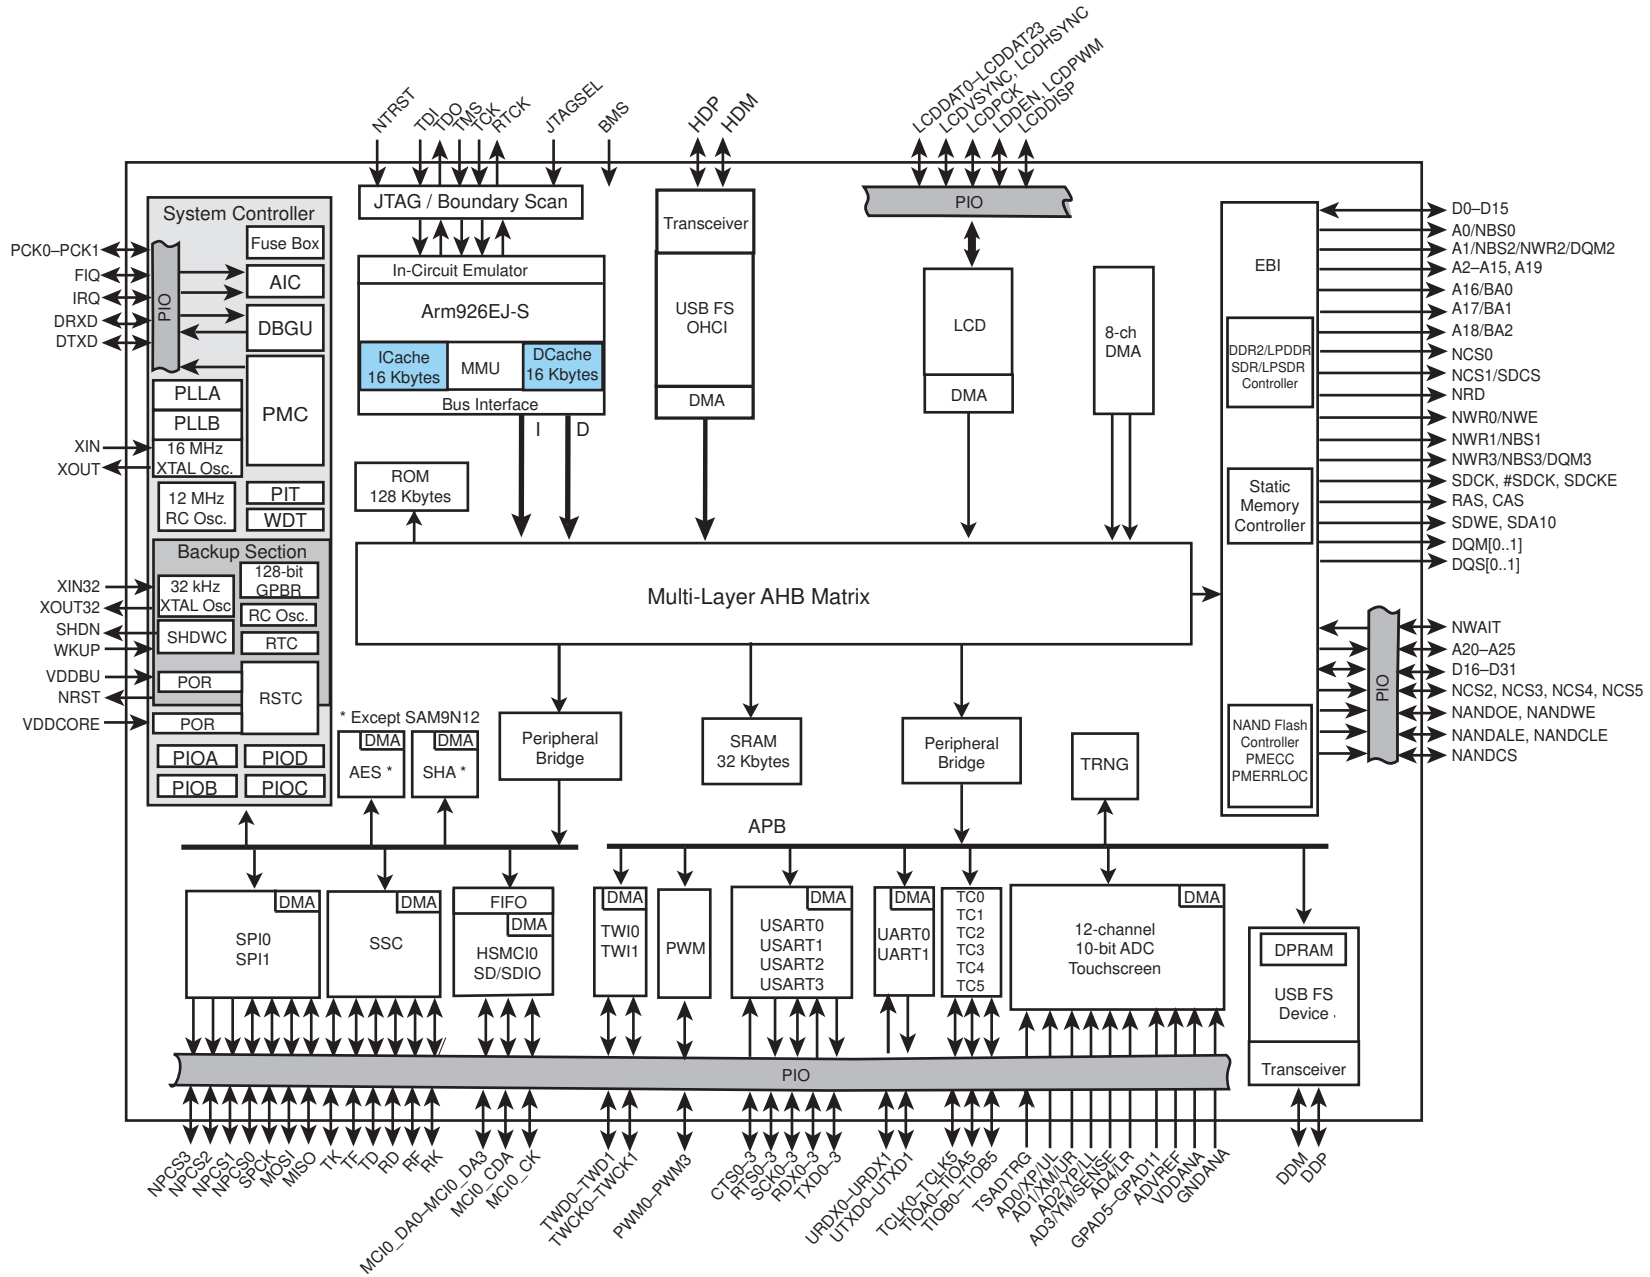 NTRST
TDI
TDO
TMS
TCK
RTCK
JTAGSEL
BMS
HDP
HDM
LCDDAT0–LCDDAT23
LCDVSYNC, LCDHSYNC
LCDPCK
LDDEN, LCDPWM
LCDDISP
System Controller
Fuse Box
AIC
DBGU
PMC
PIO
PLLA
PLLB
16 MHz
XTAL Osc.
12 MHz
RC Osc.
PIT
WDT
Backup Section
32 kHz
XTAL Osc
128-bit
GPBR
RC Osc.
SHDWC
RTC
POR
RSTC
POR
PIOA
PIOD
PIOB
PIOC
PCK0–PCK1
FIQ
IRQ
DRXD
DTXD
XIN
XOUT
XIN32
XOUT32
SHDN
WKUP
VDDBU
NRST
VDDCORE
JTAG / Boundary Scan
In-Circuit Emulator
Arm926EJ-S
ICache
16 Kbytes
MMU
DCache
16 Kbytes
Bus Interface
I
D
ROM
128 Kbytes
Transceiver
USB FS
OHCI
DMA
PIO
LCD
DMA
8-ch
DMA
Multi-Layer AHB Matrix
EBI
DDR2/LPDDR
SDR/LPSDR
Controller
Static
Memory
Controller
NAND Flash
Controller
PMECC
PMERRLOC
PIO
D0–D15
A0/NBS0
A1/NBS2/NWR2/DQM2
A2–A15, A19
A16/BA0
A17/BA1
A18/BA2
NCS0
NCS1/SDCS
NRD
NWR0/NWE
NWR1/NBS1
NWR3/NBS3/DQM3
SDCK, #SDCK, SDCKE
RAS, CAS
SDWE, SDA10
DQM[0..1]
DQS[0..1]
NWAIT
A20–A25
D16–D31
NCS2, NCS3, NCS4, NCS5
NANDOE, NANDWE
NANDALE, NANDCLE
NANDCS
* Except SAM9N12
DMA
AES *
DMA
SHA *
Peripheral
Bridge
SRAM
32 Kbytes
Peripheral
Bridge
TRNG
APB
DMA
SPI0
SPI1
DMA
SSC
FIFO
DMA
HSMCI0
SD/SDIO
DMA
TWI0
TWI1
PWM
DMA
USART0
USART1
USART2
USART3
DMA
UART0
UART1
TC0
TC1
TC2
TC3
TC4
TC5
DMA
12-channel
10-bit ADC
Touchscreen
DPRAM
USB FS
Device
Transceiver
PIO
NPCS3
NPCS2
NPCS1
NPCS0
SPCK
MOSI
MISO
TK
TF
TD
RD
RF
RK
MCI0_DA0–MCI0_DA3
MCI0_CDA
MCI0_CK
TWD0–TWD1
TWCK0–TWCK1
PWM0–PWM3
CTS0–3
RTS0–3
SCK0–3
RDX0–3
TXD0–3
URDX0–URDX1
UTXD0–UTXD1
TCLK0–TCLK5
TIOA0–TIOA5
TIOB0–TIOB5
TSADTRG
AD0/XP/UL
AD1/XM/UR
AD2/YP/LL
AD3/YM/SENSE
AD4/LR
GPAD5–GPAD11
ADVREF
VDDANA
GNDANA
DDM
DDP